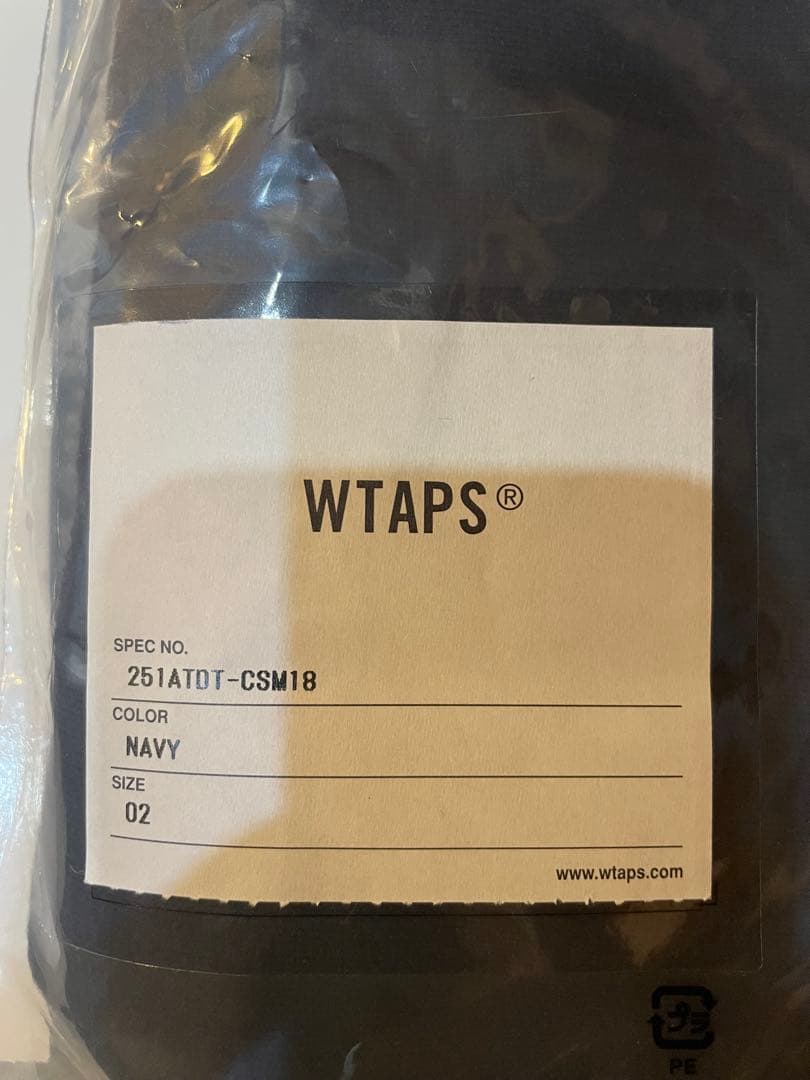 WTAPS®
SPEC NO.
251ATDT-CSM18
COLOR
NAVY
SIZE
02
www.wtaps.com
プラ
PE